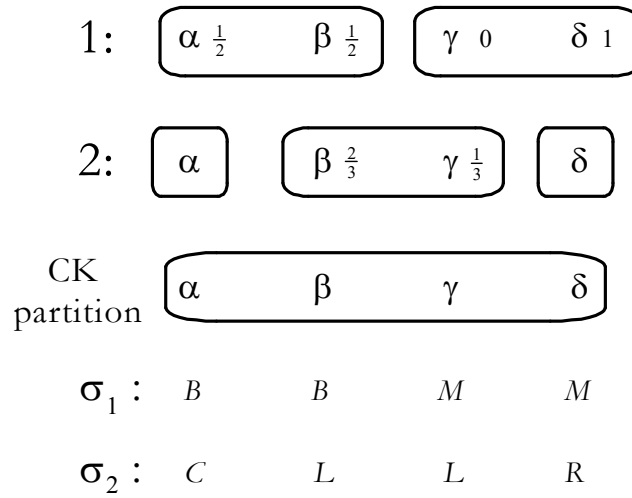 1: α 1/2 β 1/2 γ 0 δ 1
2: α β 2/3 γ 1/3 δ
CK
partition
α β γ δ
σ₁ : B B M M
σ₂ : C L L R